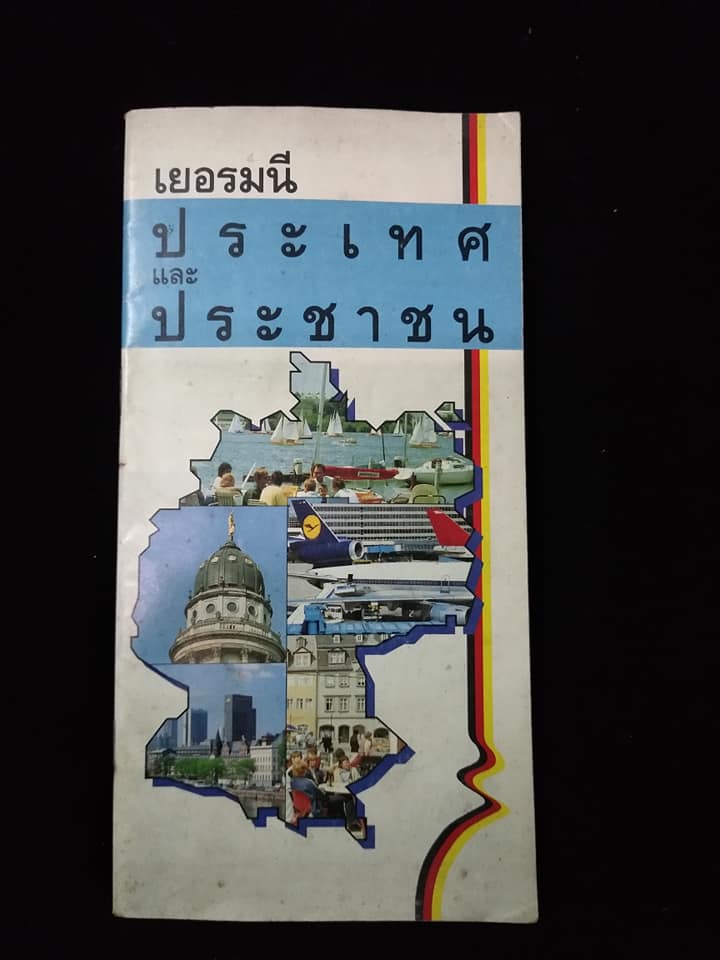 เยอรมนี
ประเทศ
และ
ประชาชน